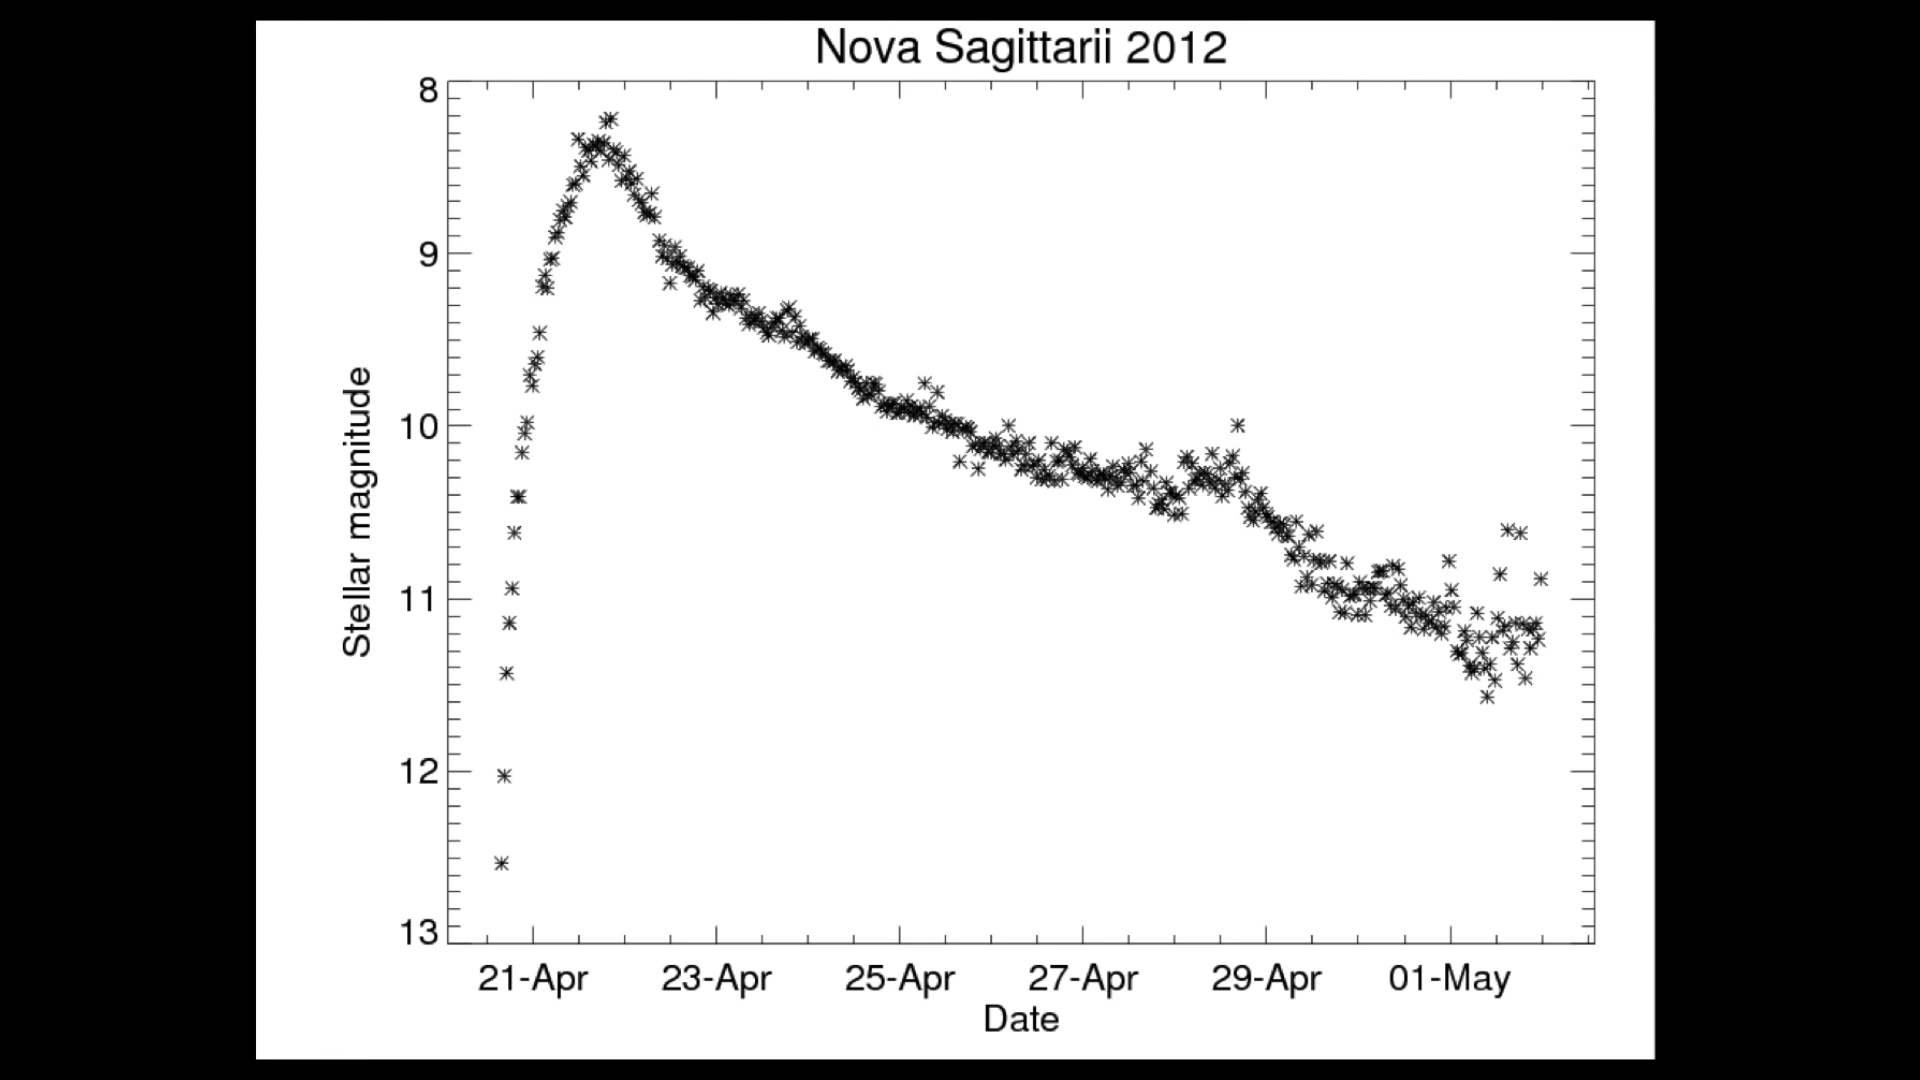 Nova Sagittarii 2012
8
9
10
11
12
13
Stellar magnitude
21-Apr 23-Apr 25-Apr 27-Apr 29-Apr 01-May
Date